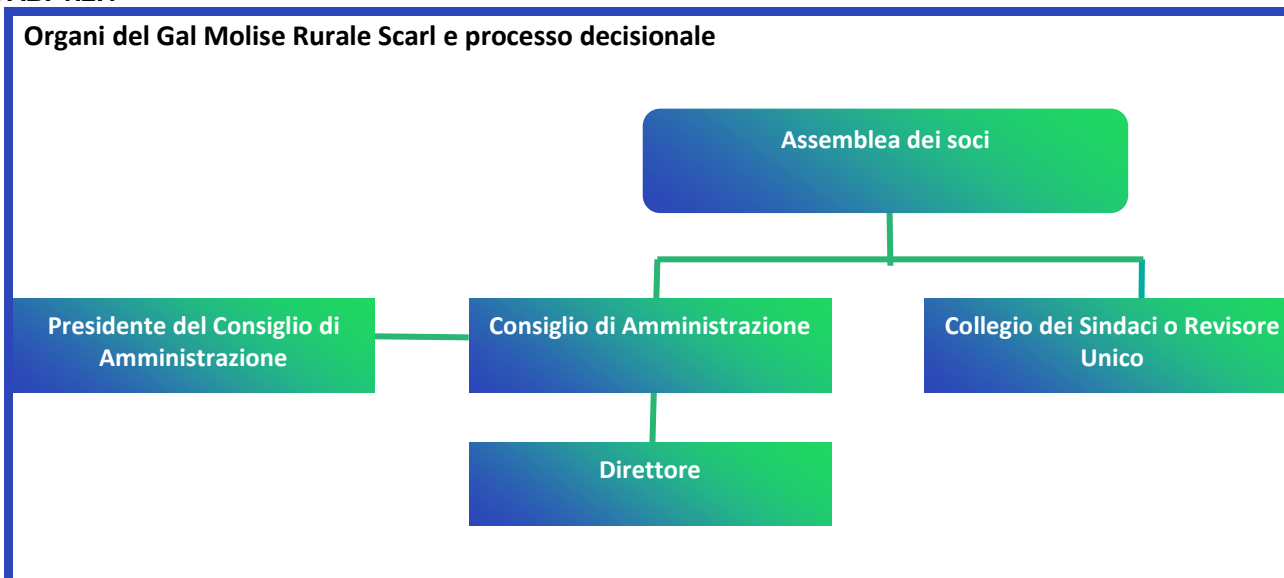 Organi del Gal Molise Rurale Scarl e processo decisionale
Assemblea dei soci
Presidente del Consiglio di
Amministrazione
Consiglio di Amministrazione
Collegio dei Sindaci o Revisore
Unico
Direttore